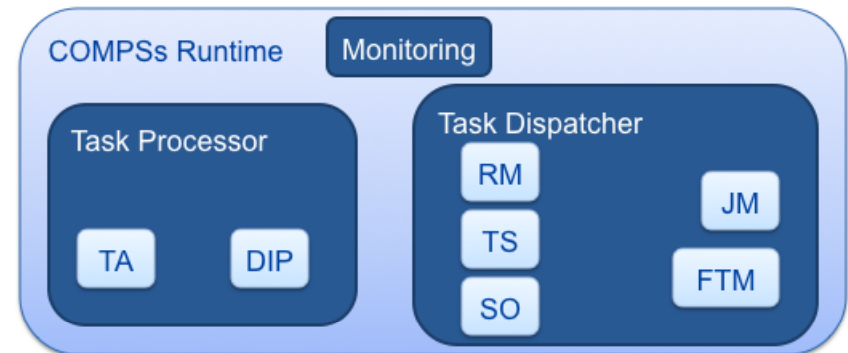 COMPSs Runtime
Monitoring
Task Processor
TA
DIP
Task Dispatcher
RM
TS
SO
JM
FTM